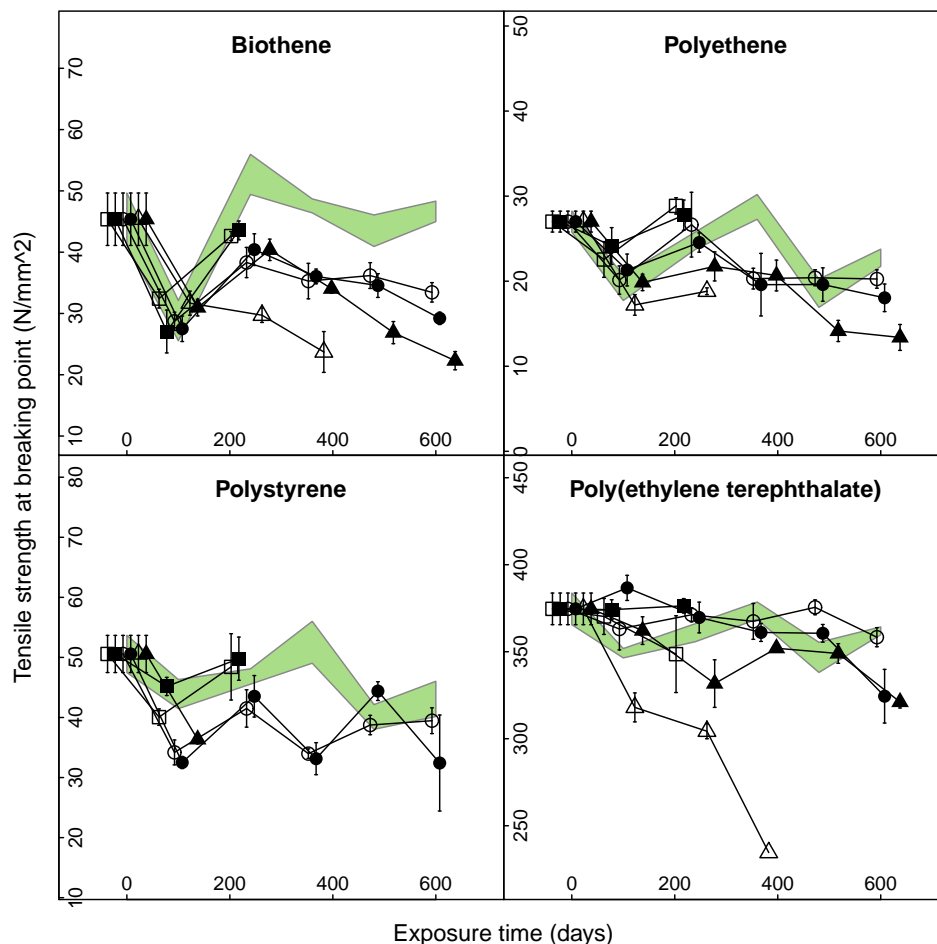 Biothene
Polyethene
70
60
50
40
30
20
10
0 200 400 600
50
40
30
20
10
0
0 200 400 600
Polystyrene
Poly(ethylene terephthalate)
80
70
60
50
40
30
20
10
0 200 400 600
450
400
350
300
250
0 200 400 600
Tensile strength at breaking point (N/mm^2)
Exposure time (days)